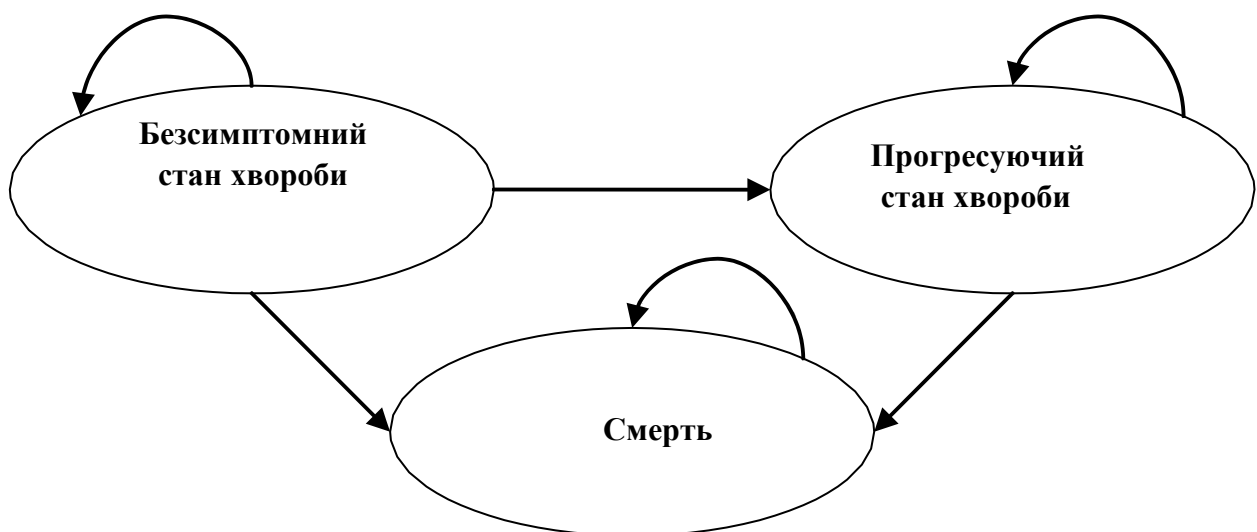 Безсимптомний
стан хвороби
Прогресуючий
стан хвороби
Смерть